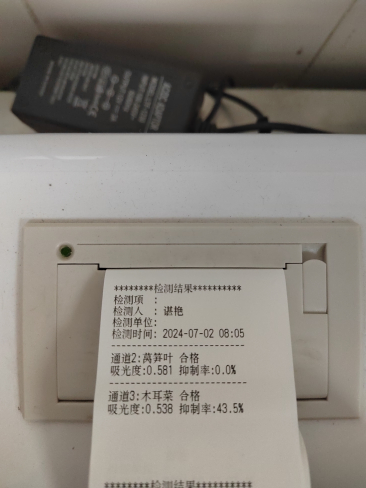 ********检测结果**********
检测项  :
检测人  : 谌艳
检测单位:
检测时间: 2024-07-02 08:05
------------------------
通道2:莴笋叶 合格
吸光度:0.581 抑制率:0.0%
------------------------
通道3:木耳菜 合格
吸光度:0.538 抑制率:43.5%
********检测结果**********